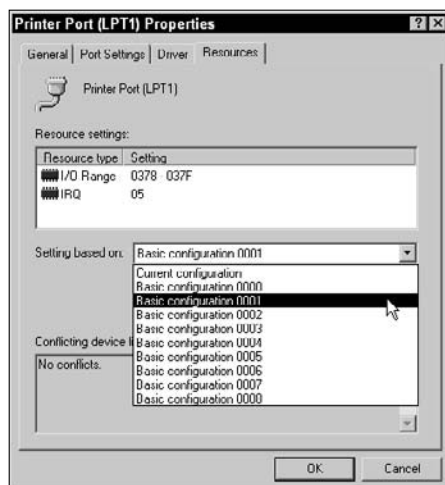 Printer Port (LPT1) Properties
General Port Settings Driver Resources
Printer Port (LPT1)
Resource settings:
Resource type Setting
I/O Range 0378 - 037F
IRQ 05
Setting based on: Basic configuration 0001
Current configuration
Basic configuration 0000
Basic configuration 0001
Basic configuration 0002
Basic configuration 0003
Basic configuration 0004
Basic configuration 0005
Basic configuration 0006
Basic configuration 0007
Basic configuration 0000
Conflicting device li
No conflicts.
OK Cancel